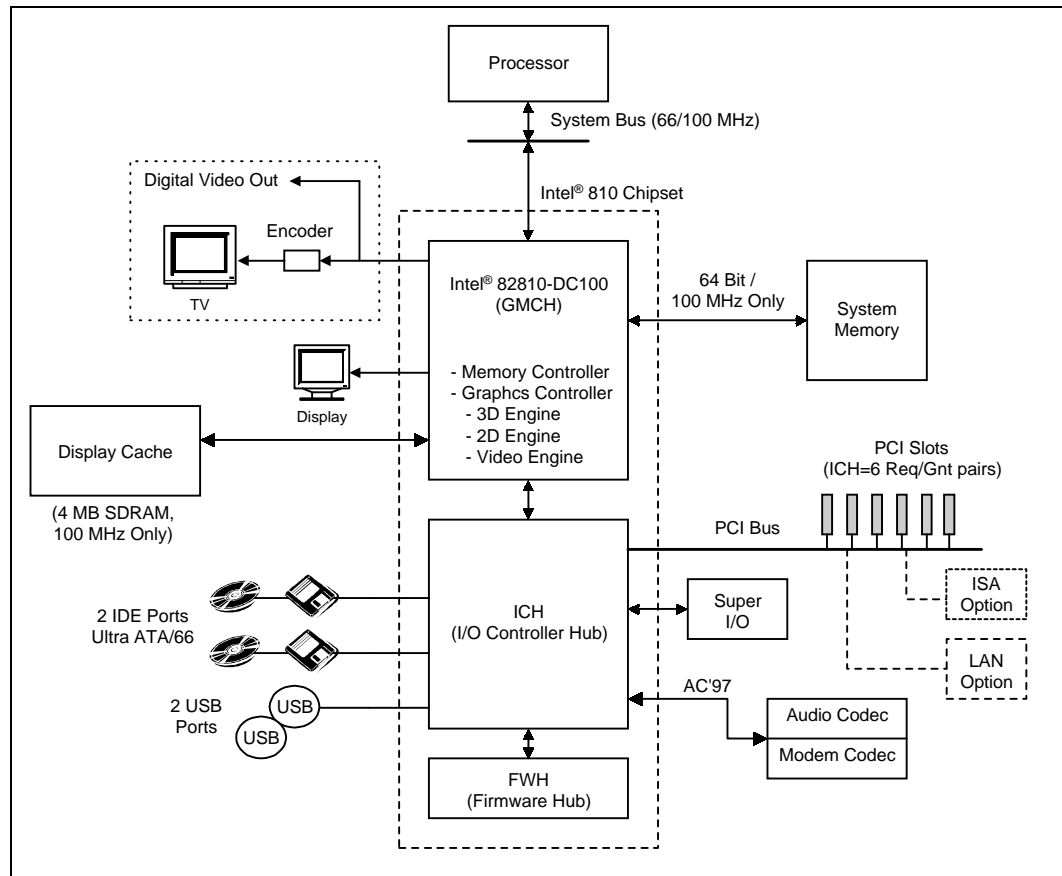 Processor
System Bus (66/100 MHz)
Digital Video Out
Intel® 810 Chipset
Encoder
TV
Intel® 82810-DC100
(GMCH)
- Memory Controller
- Graphcs Controller
- 3D Engine
- 2D Engine
- Video Engine
64 Bit /
100 MHz Only
System
Memory
Display
Display Cache
(4 MB SDRAM,
100 MHz Only)
PCI Slots
(ICH=6 Req/Gnt pairs)
PCI Bus
ISA
Option
LAN
Option
2 IDE Ports
Ultra ATA/66
ICH
(I/O Controller Hub)
Super
I/O
2 USB
Ports
USB
USB
AC'97
Audio Codec
Modem Codec
FWH
(Firmware Hub)